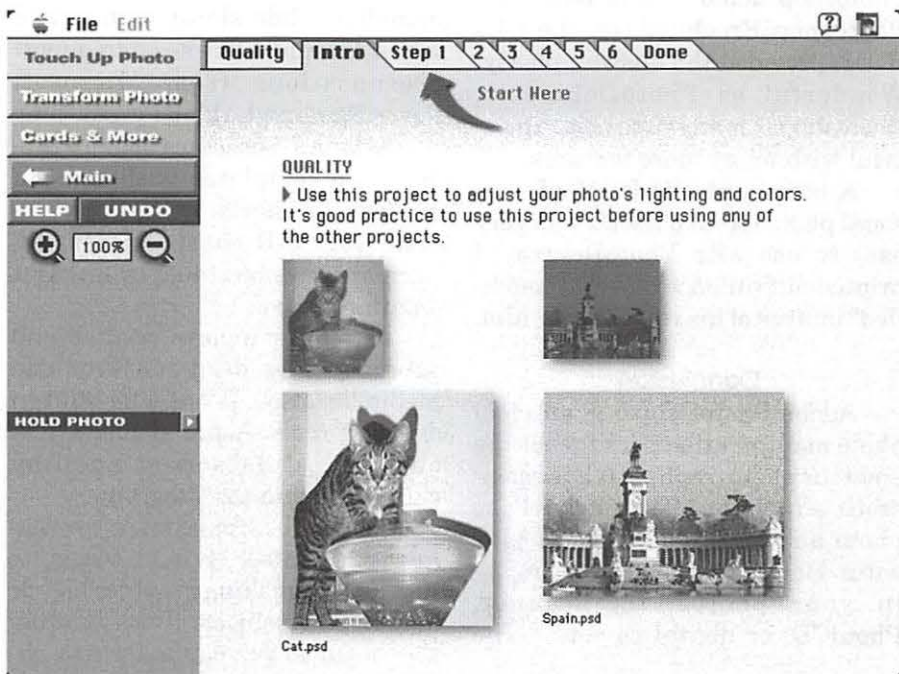 File Edit
Touch Up Photo
Transform Photo
Cards & More
Main
HELP UNDO
100%
HOLD PHOTO
Quality Intro Step 1 2 3 4 5 6 Done
Start Here
QUALITY
Use this project to adjust your photo's lighting and colors.
It's good practice to use this project before using any of
the other projects.
Cat.psd
Spain.psd